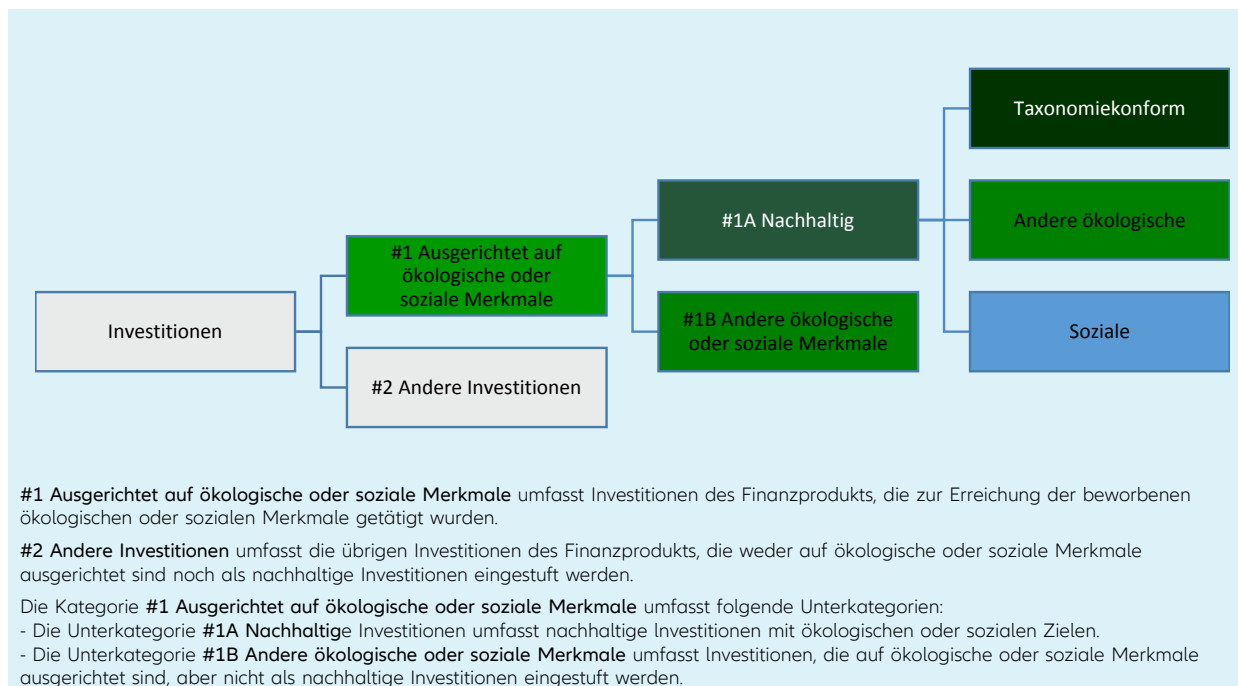 Taxonomiekonform
#1A Nachhaltig
Andere ökologische
#1 Ausgerichtet auf
ökologische oder
soziale Merkmale
Investitionen
#1B Andere ökologische
oder soziale Merkmale
Soziale
#2 Andere Investitionen
#1 Ausgerichtet auf ökologische oder soziale Merkmale umfasst Investitionen des Finanzprodukts, die zur Erreichung der beworbenen
ökologischen oder sozialen Merkmale getätigt wurden.
#2 Andere Investitionen umfasst die übrigen Investitionen des Finanzprodukts, die weder auf ökologische oder soziale Merkmale
ausgerichtet sind noch als nachhaltige Investitionen eingestuft werden.
Die Kategorie #1 Ausgerichtet auf ökologische oder soziale Merkmale umfasst folgende Unterkategorien:
- Die Unterkategorie #1A Nachhaltige Investitionen umfasst nachhaltige Investitionen mit ökologischen oder sozialen Zielen.
- Die Unterkategorie #1B Andere ökologische oder soziale Merkmale umfasst Investitionen, die auf ökologische oder soziale Merkmale
ausgerichtet sind, aber nicht als nachhaltige Investitionen eingestuft werden.